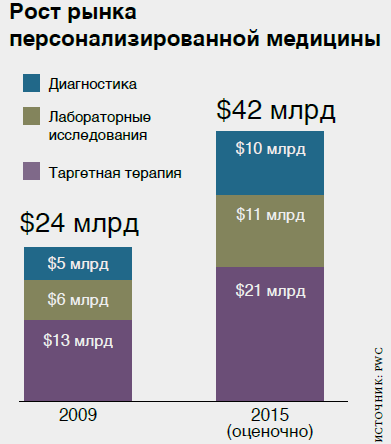 Рост рынка
персонализированной медицины
Диагностика
Лабораторные
исследования
Таргетная терапия
$24 млрд
$5 млрд
$6 млрд
$13 млрд
2009
$42 млрд
$10 млрд
$11 млрд
$21 млрд
2015
(оценочно)
ИСТОЧНИК: PWC